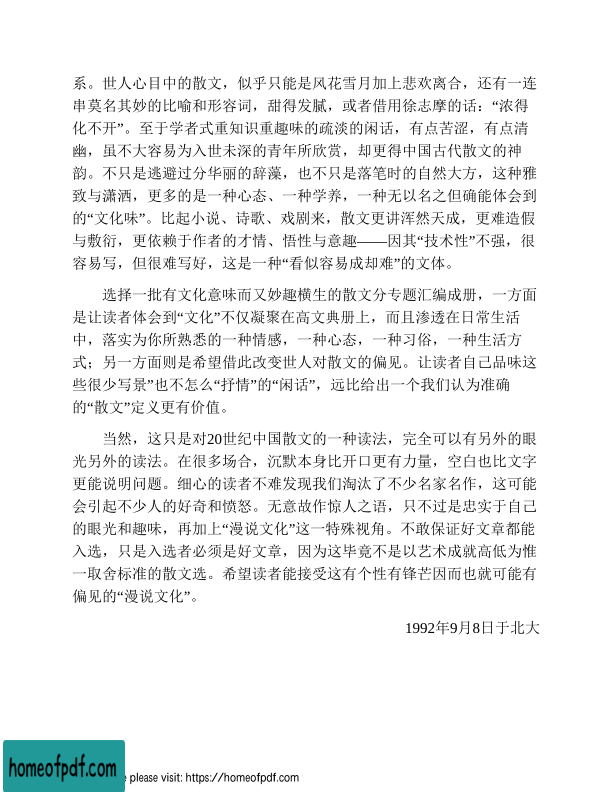 系。世人心目中的散文，似乎只能是风花雪月加上悲欢离合，还有一连
串莫名其妙的比喻和形容词，甜得发腻，或者借用徐志摩的话：“浓得
化不开”。至于学者式重知识重趣味的疏淡的闲话，有点苦涩，有点清
幽，虽不大容易为入世未深的青年所欣赏，却更得中国古代散文的神
韵。不只是逃避过分华丽的辞藻，也不只是落笔时的自然大方，这种雅
致与潇洒，更多的是一种心态、一种学养，一种无以名之但确能体会到
的“文化味”。比起小说、诗歌、戏剧来，散文更讲浑然天成，更难造假
与敷衍，更依赖于作者的才情、悟性与意趣——因其“技术性”不强，很
容易写，但很难写好，这是一种“看似容易成却难”的文体。
选择一批有文化意味而又妙趣横生的散文分专题汇编成册，一方面
是让读者体会到“文化”不仅凝聚在高文典册上，而且渗透在日常生活
中，落实为你所熟悉的一种情感，一种心态，一种习俗，一种生活方
式；另一方面则是希望借此改变世人对散文的偏见。让读者自己品味这
些很少写景”也不怎么“抒情”的“闲话”，远比给出一个我们认为准确
的“散文”定义更有价值。
当然，这只是对20世纪中国散文的一种读法，完全可以有另外的眼
光另外的读法。在很多场合，沉默本身比开口更有力量，空白也比文字
更能说明问题。细心的读者不难发现我们淘汰了不少名家名作，这可能
会引起不少人的好奇和愤怒。无意故作惊人之语，只不过是忠实于自己
的眼光和趣味，再加上“漫说文化”这一特殊视角。不敢保证好文章都能
入选，只是入选者必须是好文章，因为这毕竟不是以艺术成就高低为惟
一取舍标准的散文选。希望读者能接受这有个性有锋芒因而也就可能有
偏见的“漫说文化”。
1992年9月8日于北大
homeofpdf.com
please visit: https://homeofpdf.com